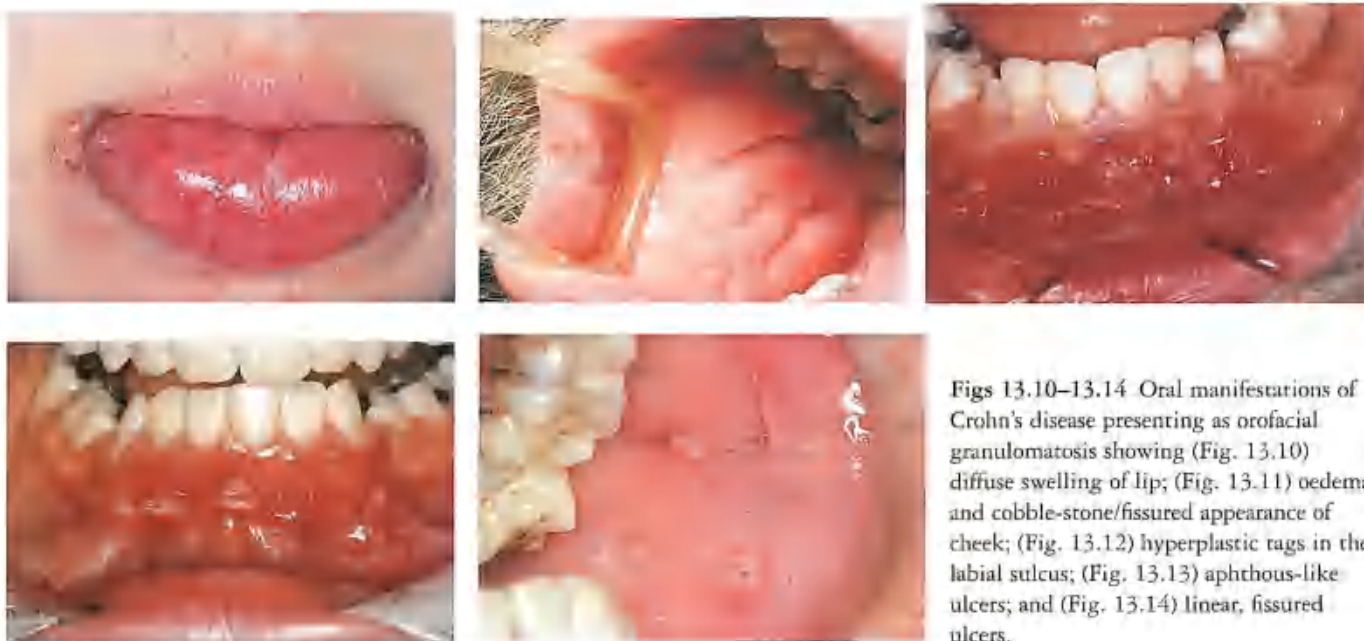 Figs 13.10–13.14 Oral manifestations of
Crohn's disease presenting as orofacial
granulomatosis showing (Fig. 13.10)
diffuse swelling of lip; (Fig. 13.11) oedema
and cobble-stone/fissured appearance of
cheek; (Fig. 13.12) hyperplastic tags in the
labial sulcus; (Fig. 13.13) aphthous-like
ulcers; and (Fig. 13.14) linear, fissured
ulcers.